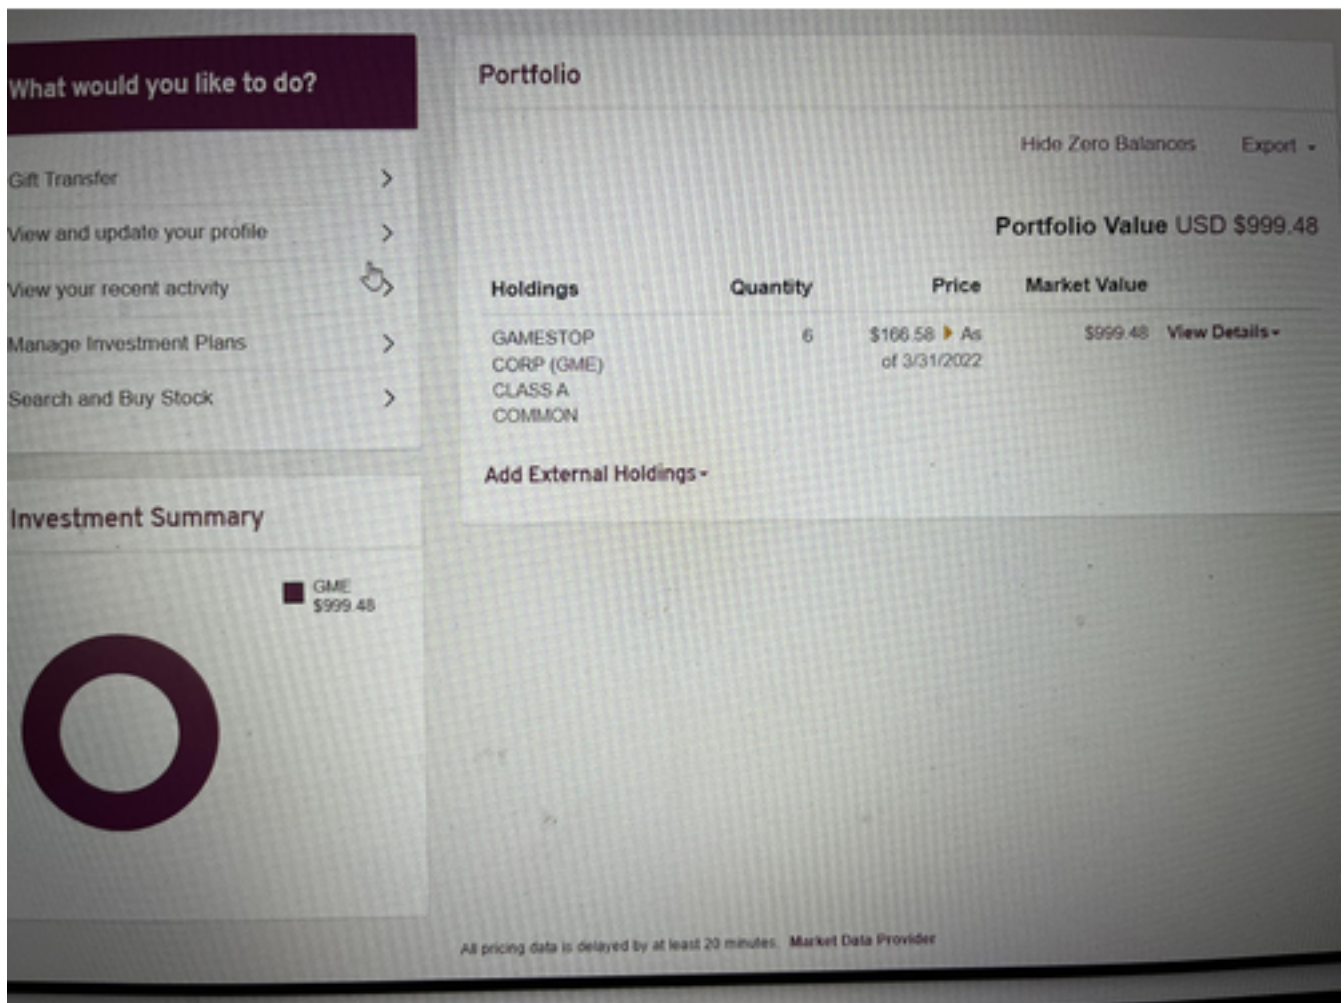 What would you like to do?
Gift Transfer
View and update your profile
View your recent activity
Manage Investment Plans
Search and Buy Stock
Investment Summary
GME
$999.48
Portfolio
Hide Zero Balances Export
Portfolio Value USD $999.48
Holdings Quantity Price Market Value
GAMESTOP 6 $166.58 As $999.48 View Details
CORP (GME) of 3/31/2022
CLASS A
COMMON
Add External Holdings
All pricing data is delayed by at least 20 minutes. Market Data Provider